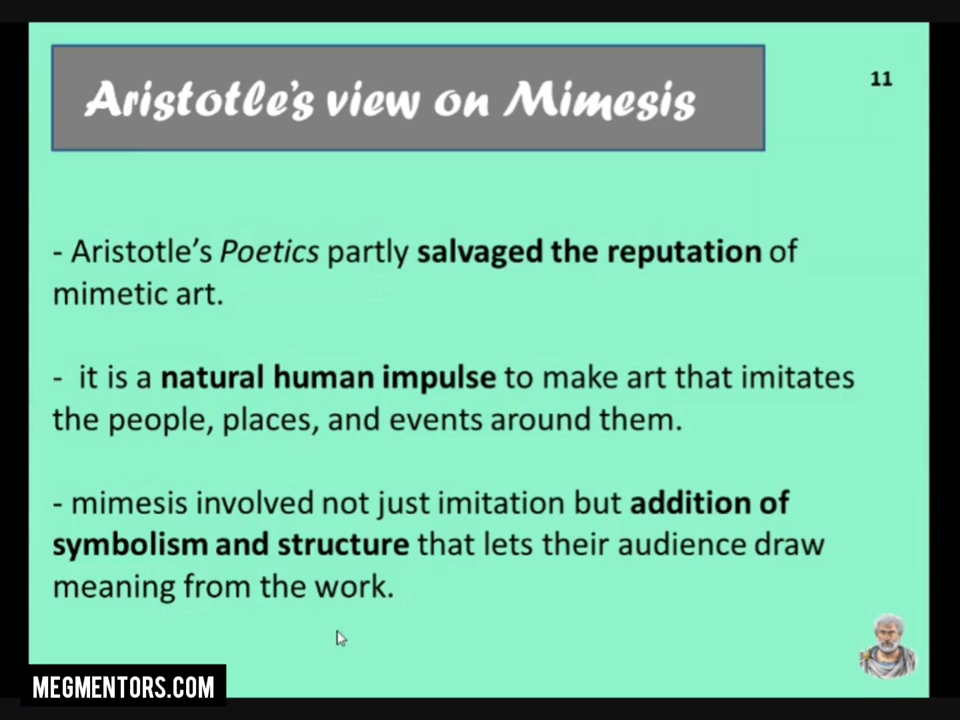 Aristotle's view on Mimesis
11
- Aristotle's Poetics partly salvaged the reputation of
mimetic art.
- it is a natural human impulse to make art that imitates
the people, places, and events around them.
- mimesis involved not just imitation but addition of
symbolism and structure that lets their audience draw
meaning from the work.
MEGMENTORS.COM